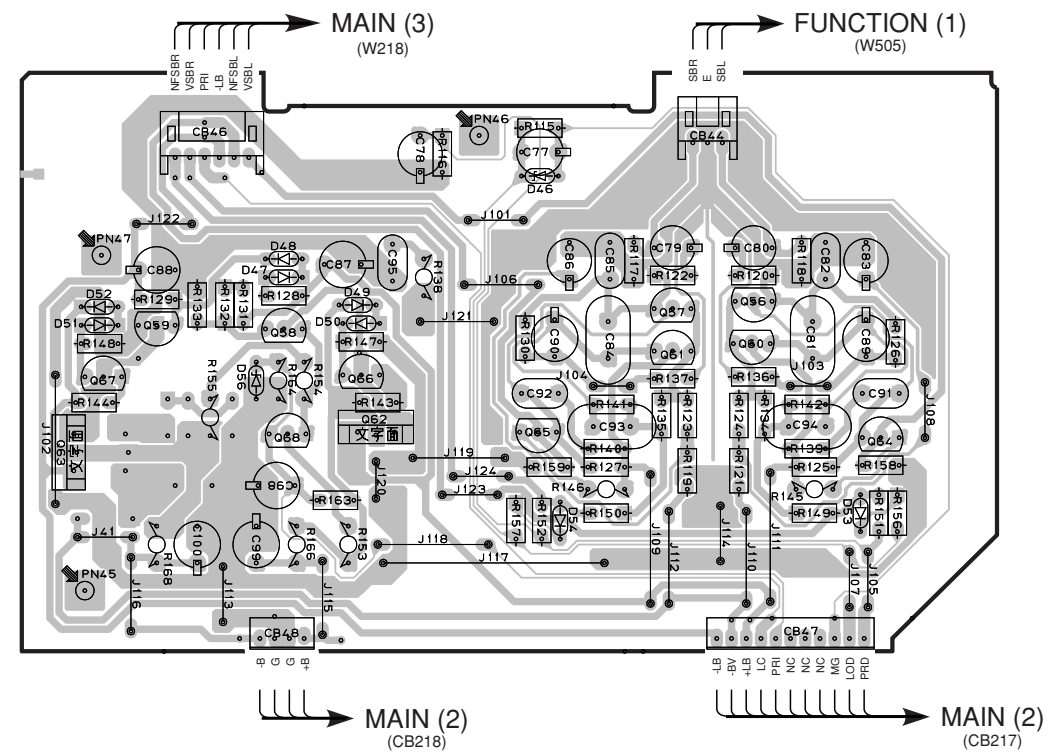 MAIN (3)
(W218)
FUNCTION (1)
(W505)
NFSBR
VSBR
PRI
-LB
NFSBL
VSBL
SBR
E
SBL
CB46
PN46
R115
CB44
C78
R116
C77
D46
J122
J101
PN47
D48
C88
D47
C87
C95
R138
J106
C86
C85
R117
C79
R122
C80
R120
R118
C82
C83
D52
R129
R133
R132
R131
R128
D49
D51
Q59
Q58
D50
J121
R130
C90
C84
Q57
Q56
C81
C89
R126
R148
R147
Q61
Q60
Q67
R155
D56
R164
R154
Q66
J104
R137
R136
J103
R144
R143
C92
R141
R135
R123
R124
R134
R142
C91
J108
J102
Q63
文字面
Q68
Q62
文字面
Q65
C93
R140
C94
R139
Q64
J119
R159
R127
R119
R121
R125
R158
C98
R163
J120
J124
J123
R146
R145
R157
R152
D54
R150
R149
D53
R151
R156
J41
R168
C100
C99
R166
R153
J118
J117
J109
J112
J114
J110
J111
J107
J105
PN45
J116
J113
J115
CB48
CB47
-B
G
G
+B
-LB
-BV
+LB
LC
PRI
NC
NC
NC
MG
LOD
PRD
MAIN (2)
(CB218)
MAIN (2)
(CB217)